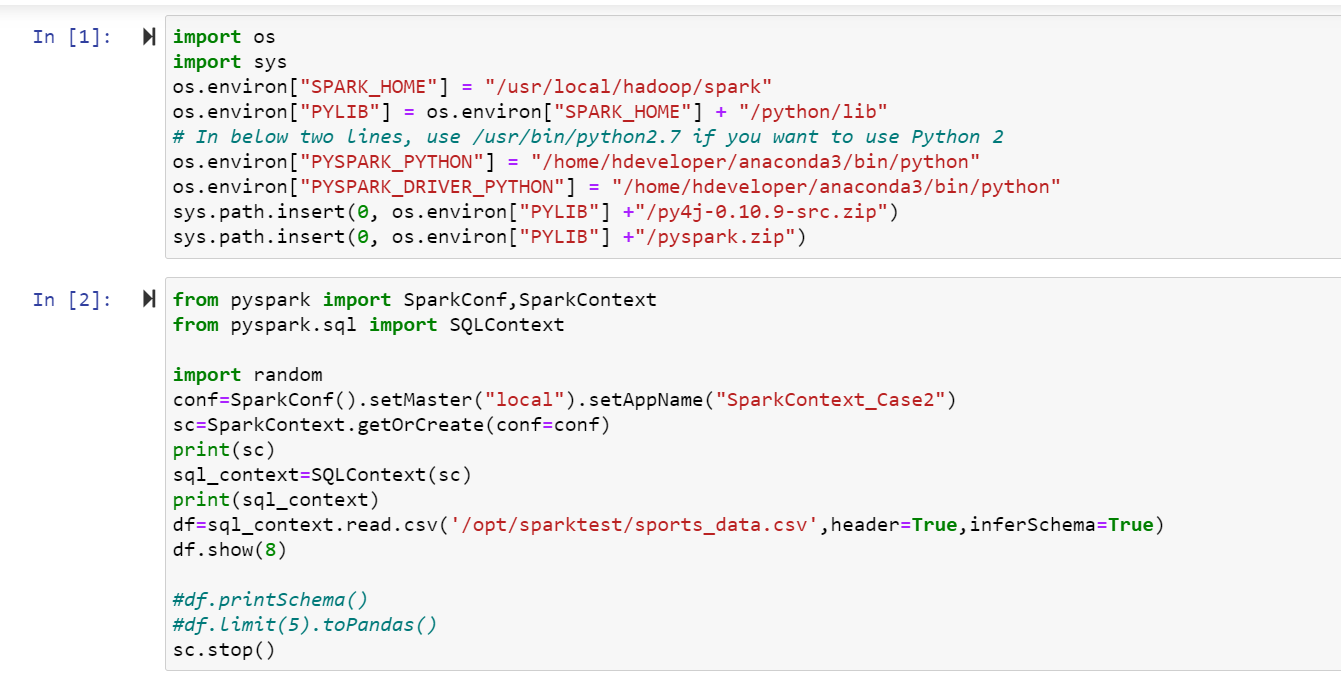 In [1]:
import os
import sys
os.environ["SPARK_HOME"] = "/usr/local/hadoop/spark"
os.environ["PYLIB"] = os.environ["SPARK_HOME"] + "/python/lib"
# In below two lines, use /usr/bin/python2.7 if you want to use Python 2
os.environ["PYSPARK_PYTHON"] = "/home/hdeveloper/anaconda3/bin/python"
os.environ["PYSPARK_DRIVER_PYTHON"] = "/home/hdeveloper/anaconda3/bin/python"
sys.path.insert(0, os.environ["PYLIB"] +"/py4j-0.10.9-src.zip")
sys.path.insert(0, os.environ["PYLIB"] +"/pyspark.zip")
In [2]:
from pyspark import SparkConf,SparkContext
from pyspark.sql import SQLContext
import random
conf=SparkConf().setMaster("local").setAppName("SparkContext_Case2")
sc=SparkContext.getOrCreate(conf=conf)
print(sc)
sql_context=SQLContext(sc)
print(sql_context)
df=sql_context.read.csv('/opt/sparktest/sports_data.csv',header=True,inferSchema=True)
df.show(8)
#df.printSchema()
#df.limit(5).toPandas()
sc.stop()